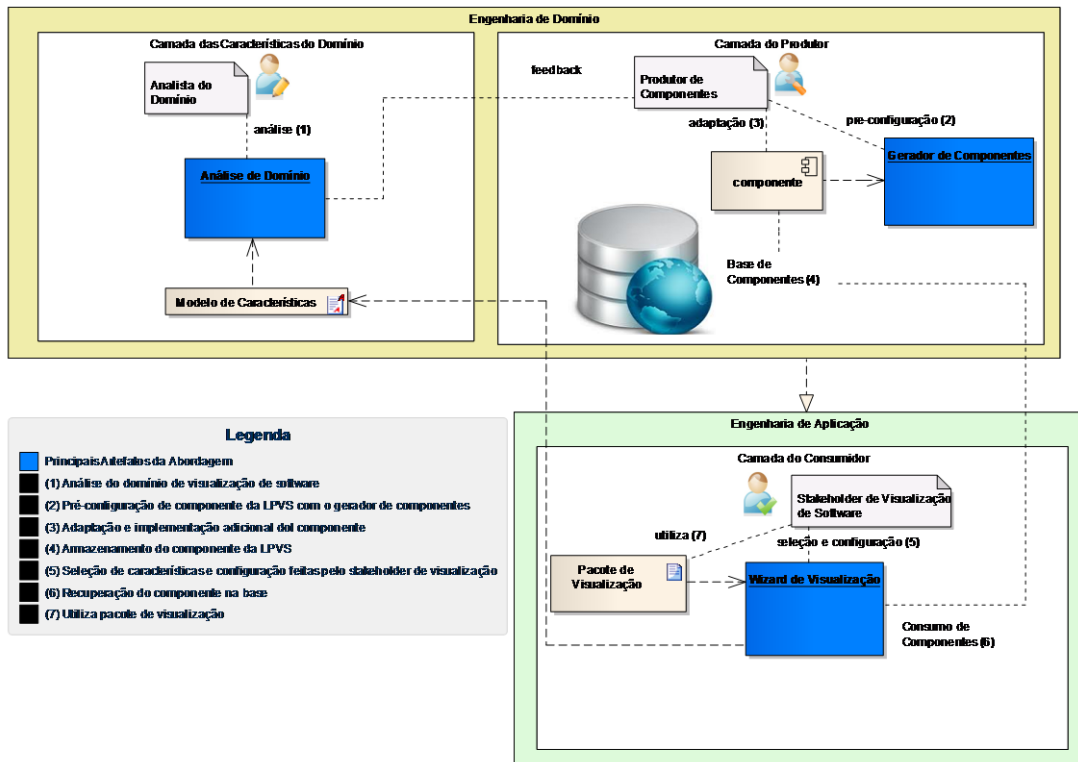 Engenharia de Domínio
Camada das Características do Domínio
Analista do
Domínio
análise (1)
Análise de Domínio
Modelo de Características
Camada do Produtor
feedback
Produtor de
Componentes
adaptação (3)
pre-configuração (2)
Gerador de Componentes
componente
Base de
Componentes (4)
Engenharia de Aplicação
Camada do Consumidor
Stakeholder de Visualização
de Software
utiliza (7)
seleção e configuração (5)
Pacote de
Visualização
Wizard de Visualização
Consumo de
Componentes (6)
Legenda
Principais Artefatos da Abordagem
(1) Análise do domínio de visualização de software
(2) Pré-configuração de componente da LPVS com o gerador de componentes
(3) Adaptação e implementação adicional dol componente
(4) Armazenamento do componente da LPVS
(5) Seleção de características e configuração feitas pelo stakeholder de visualização
(6) Recuperação do componente na base
(7) Utiliza pacote de visualização